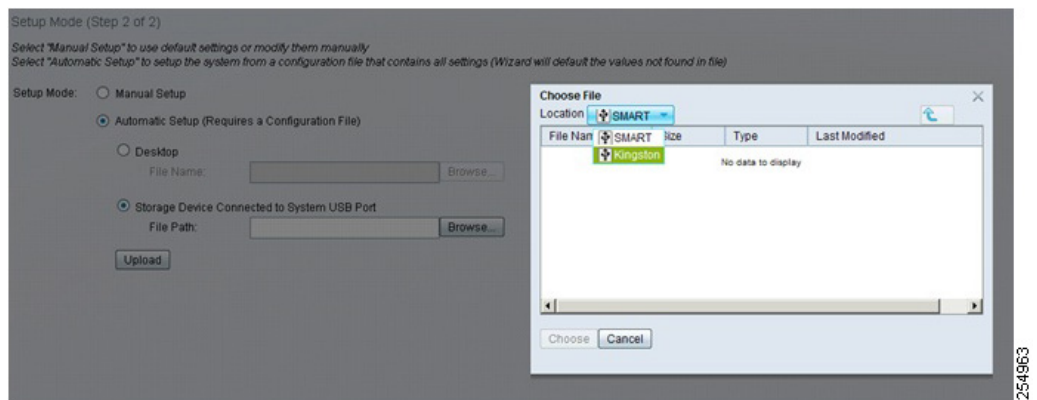 Setup Mode (Step 2 of 2)
Select "Manual Setup" to use default settings or modify them manually
Select "Automatic Setup" to setup the system from a configuration file that contains all settings (Wizard will default the values not found in file)
Setup Mode:
Manual Setup
Automatic Setup (Requires a Configuration File)
Desktop
File Name:
Browse...
Storage Device Connected to System USB Port
File Path:
Browse...
Upload
Choose File
Location SMART
File Nam Size Type Last Modified
SMART
Kingston
No data to display
Choose Cancel
254963